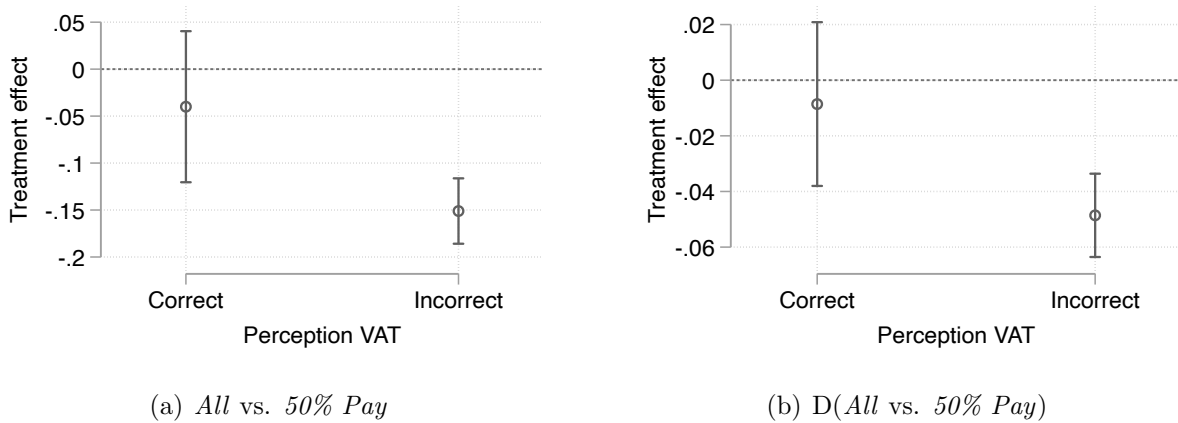 .05
0
-.05
-.1
-.15
-.2
Treatment effect
Correct
Incorrect
Perception VAT
(a) All vs. 50% Pay
.02
0
-.02
-.04
-.06
Treatment effect
Correct
Incorrect
Perception VAT
(b) D(All vs. 50% Pay)